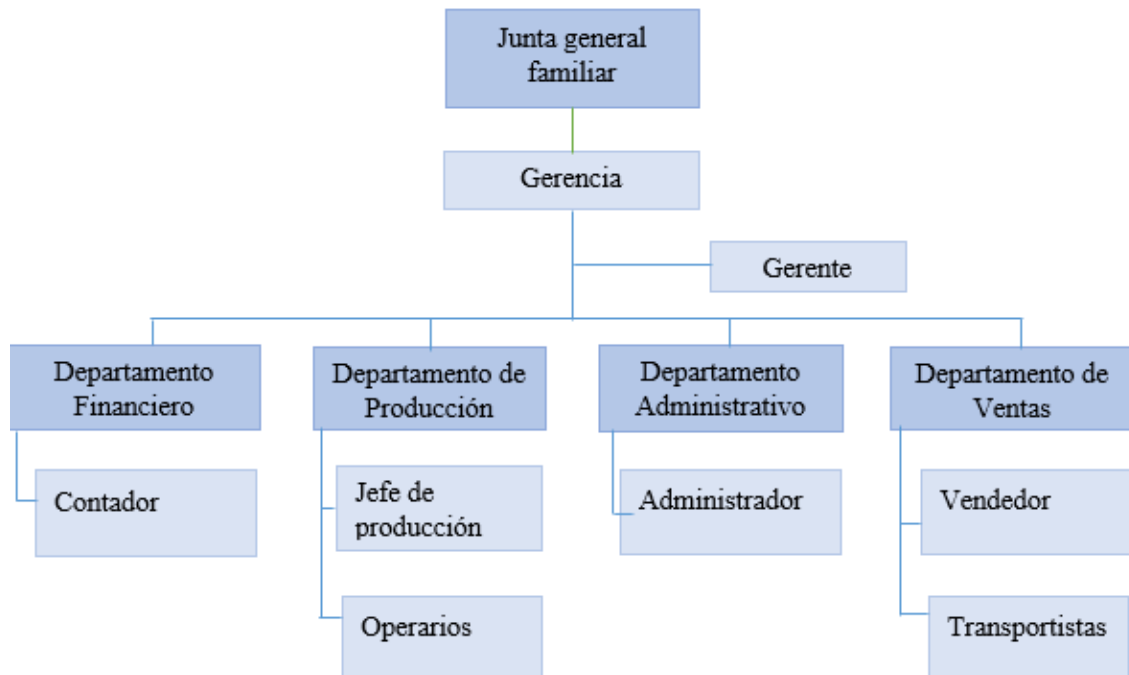 Junta general
familiar
Gerencia
Gerente
Departamento
Financiero
Departamento de
Producción
Departamento
Administrativo
Departamento de
Ventas
Contador
Jefe de
producción
Administrador
Vendedor
Operarios
Transportistas